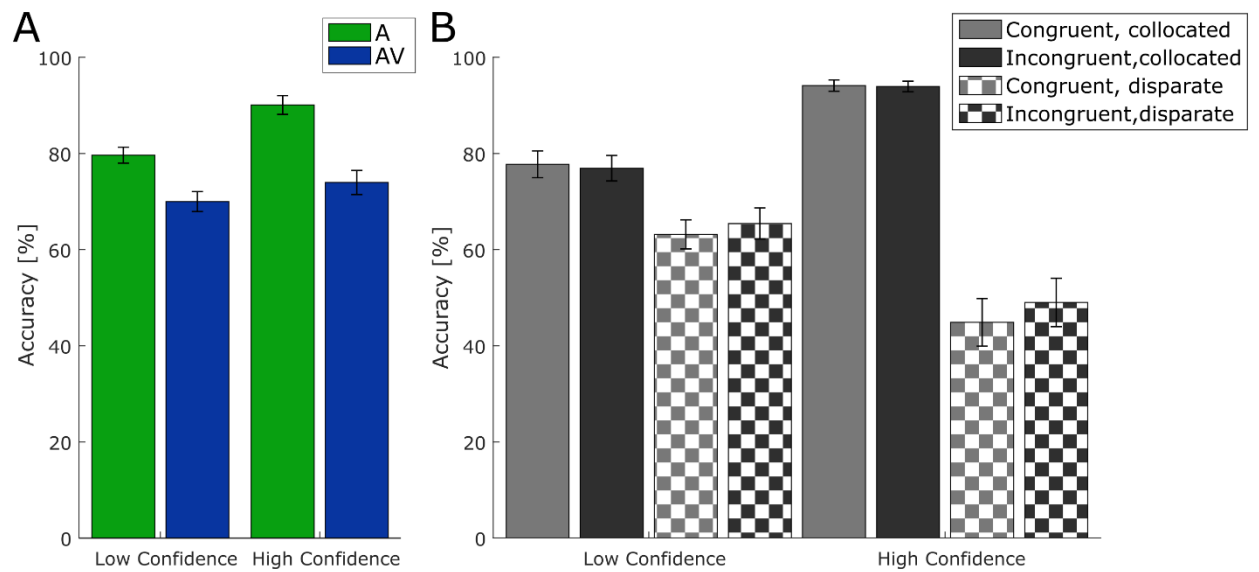 A
A
AV
Accuracy [%]
100
80
60
40
20
0
Low Confidence
High Confidence
B
Congruent, collocated
Incongruent,collocated
Congruent, disparate
Incongruent,disparate
Accuracy [%]
100
80
60
40
20
0
Low Confidence
High Confidence